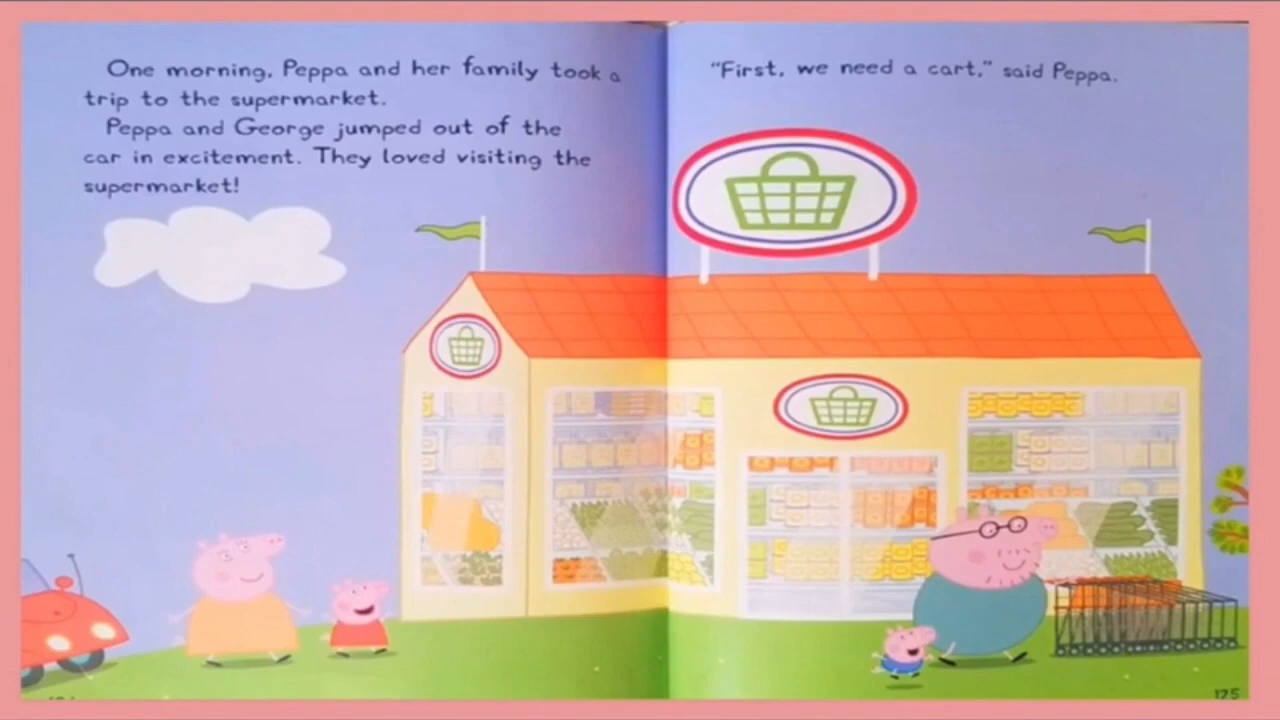 One morning, Peppa and her family took a
trip to the supermarket.
Peppa and George jumped out of the
car in excitement. They loved visiting the
supermarket!
"First, we need a cart," said Peppa.
125